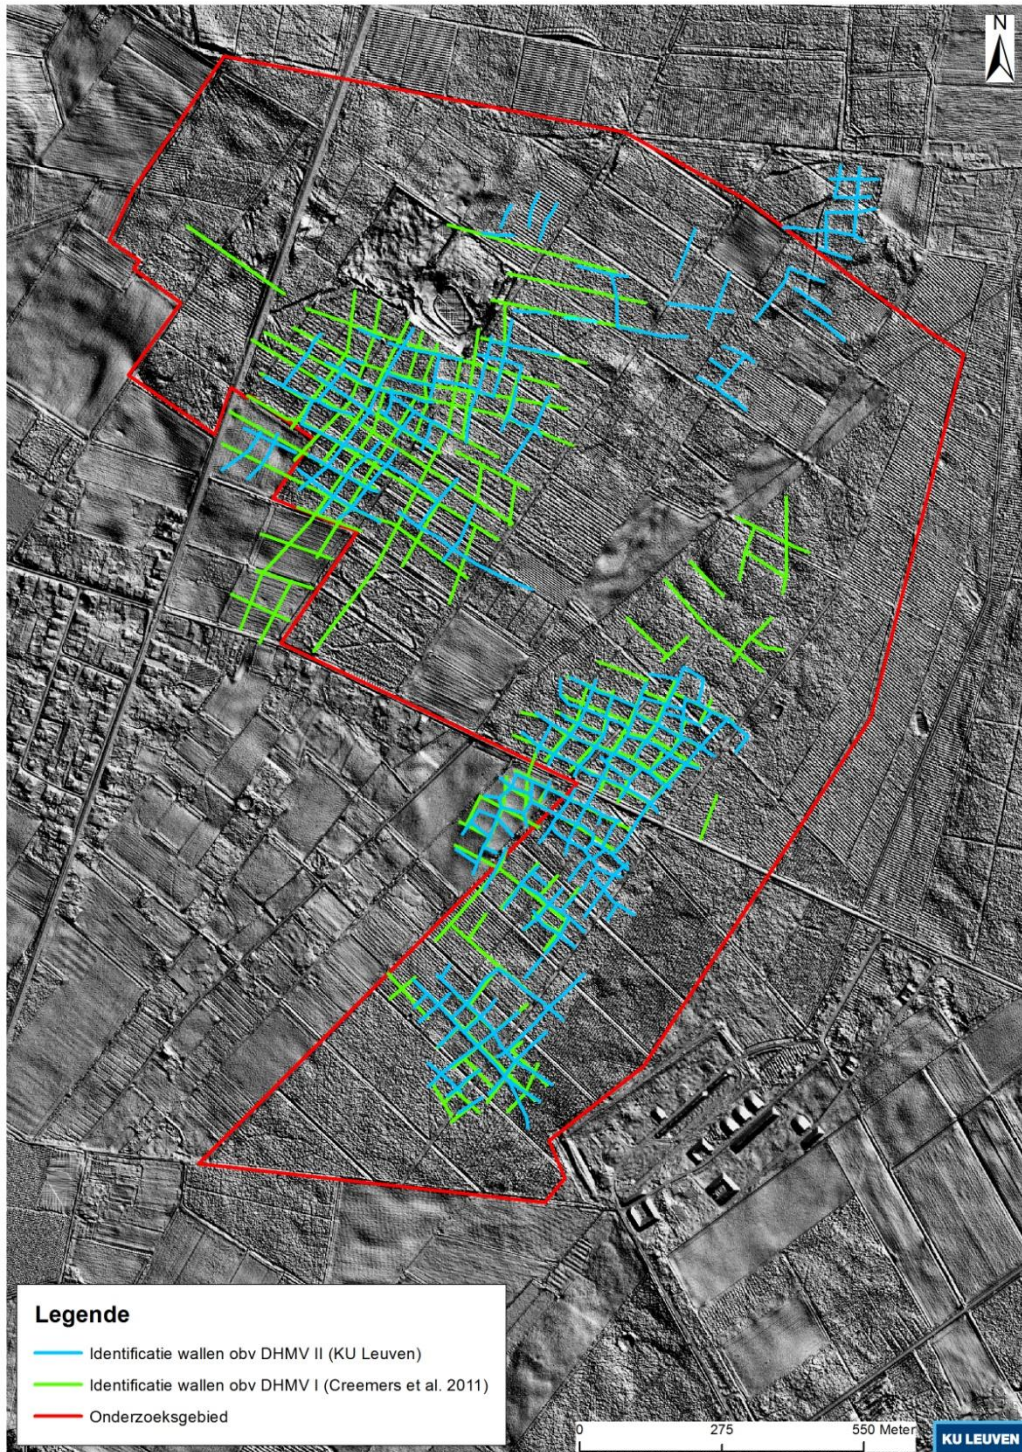 N
Legende
Identificatie wallen obv DHMV II (KU Leuven)
Identificatie wallen obv DHMV I (Creemers et al. 2011)
Onderzoeksgebied
0 275 550 Meter
KU LEUVEN